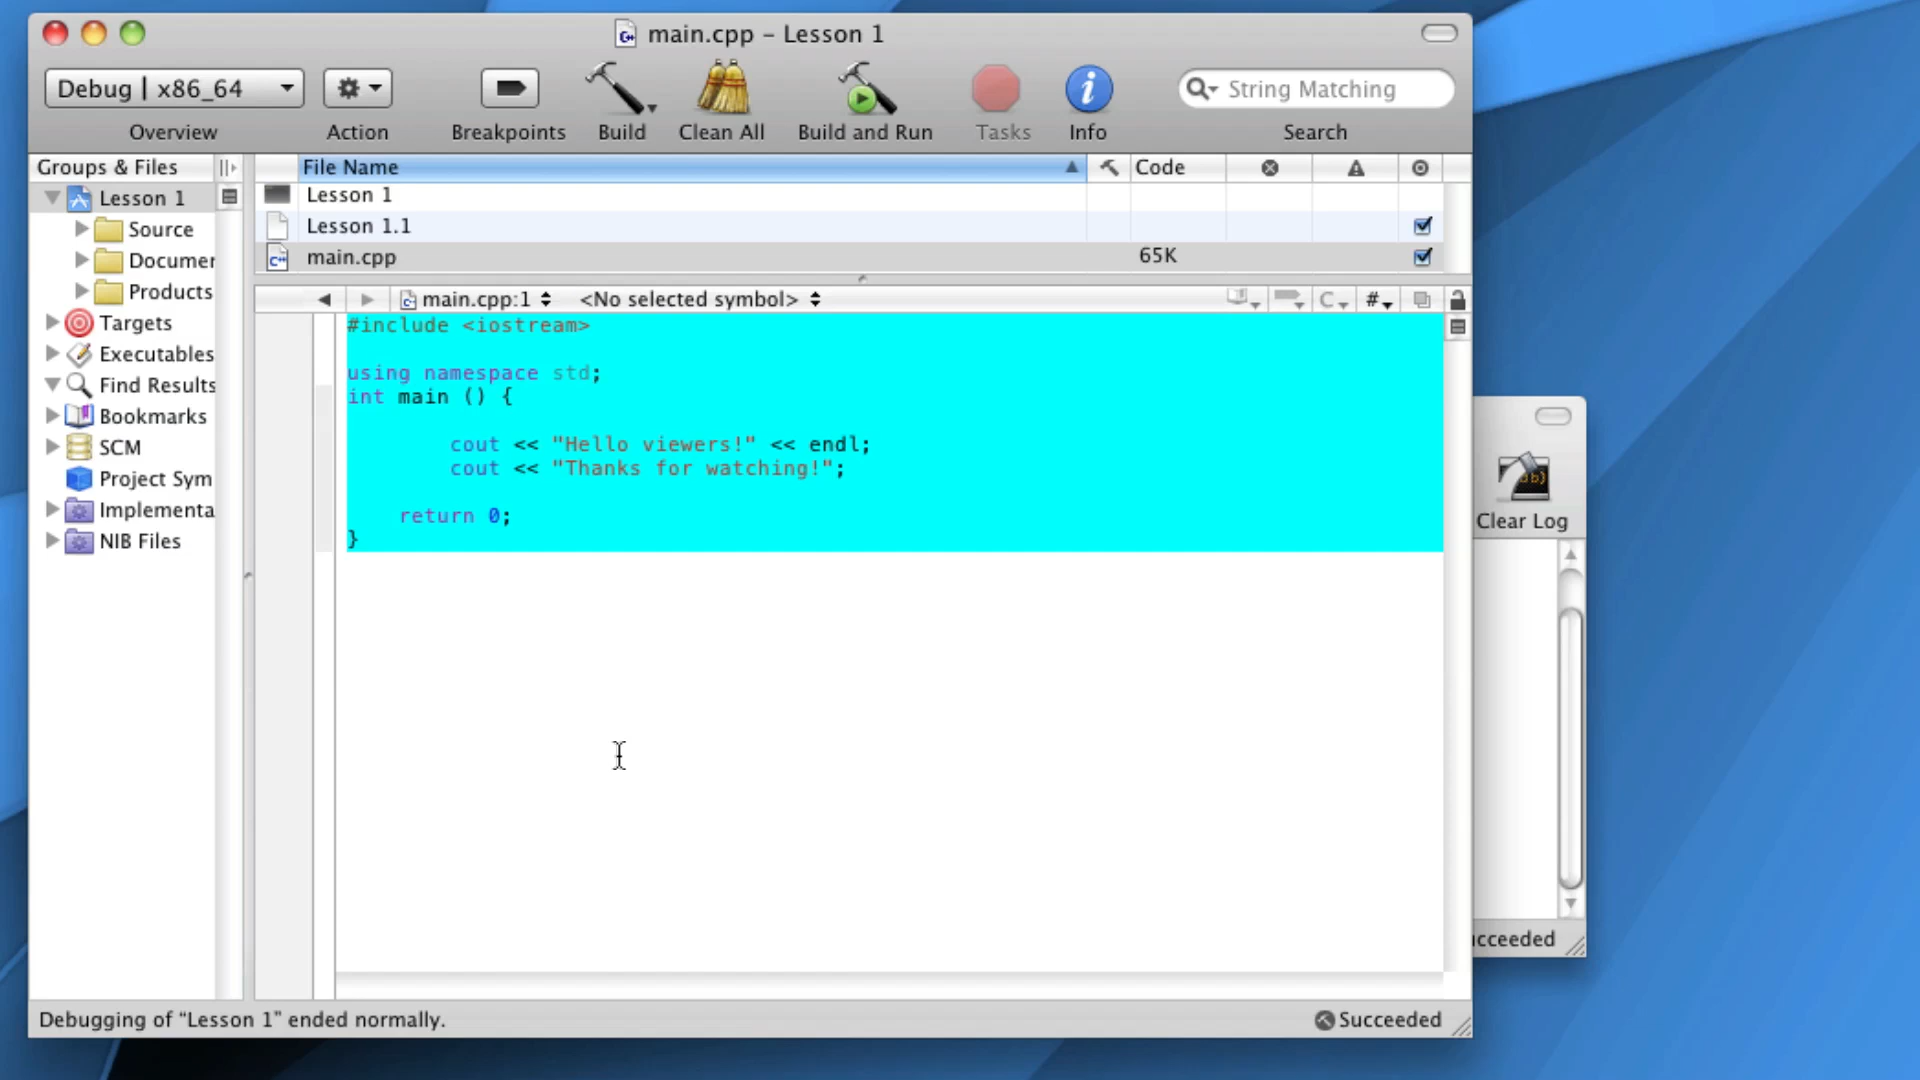 main.cpp – Lesson 1
Debug | x86_64
String Matching
Overview
Action
Breakpoints
Build
Clean All
Build and Run
Tasks
Info
Search
Groups & Files
File Name
Code
Lesson 1
Lesson 1
Source
Lesson 1.1
Documer
main.cpp
65K
Products
main.cpp:1
<No selected symbol>
C
#
Targets
#include <iostream>
Executables
using namespace std;
Find Results
int main () {
Bookmarks
cout << "Hello viewers!" << endl;
SCM
cout << "Thanks for watching!";
Project Sym
Implementa
return 0;
NIB Files
}
Clear Log
ucceeded
Debugging of “Lesson 1” ended normally.
Succeeded